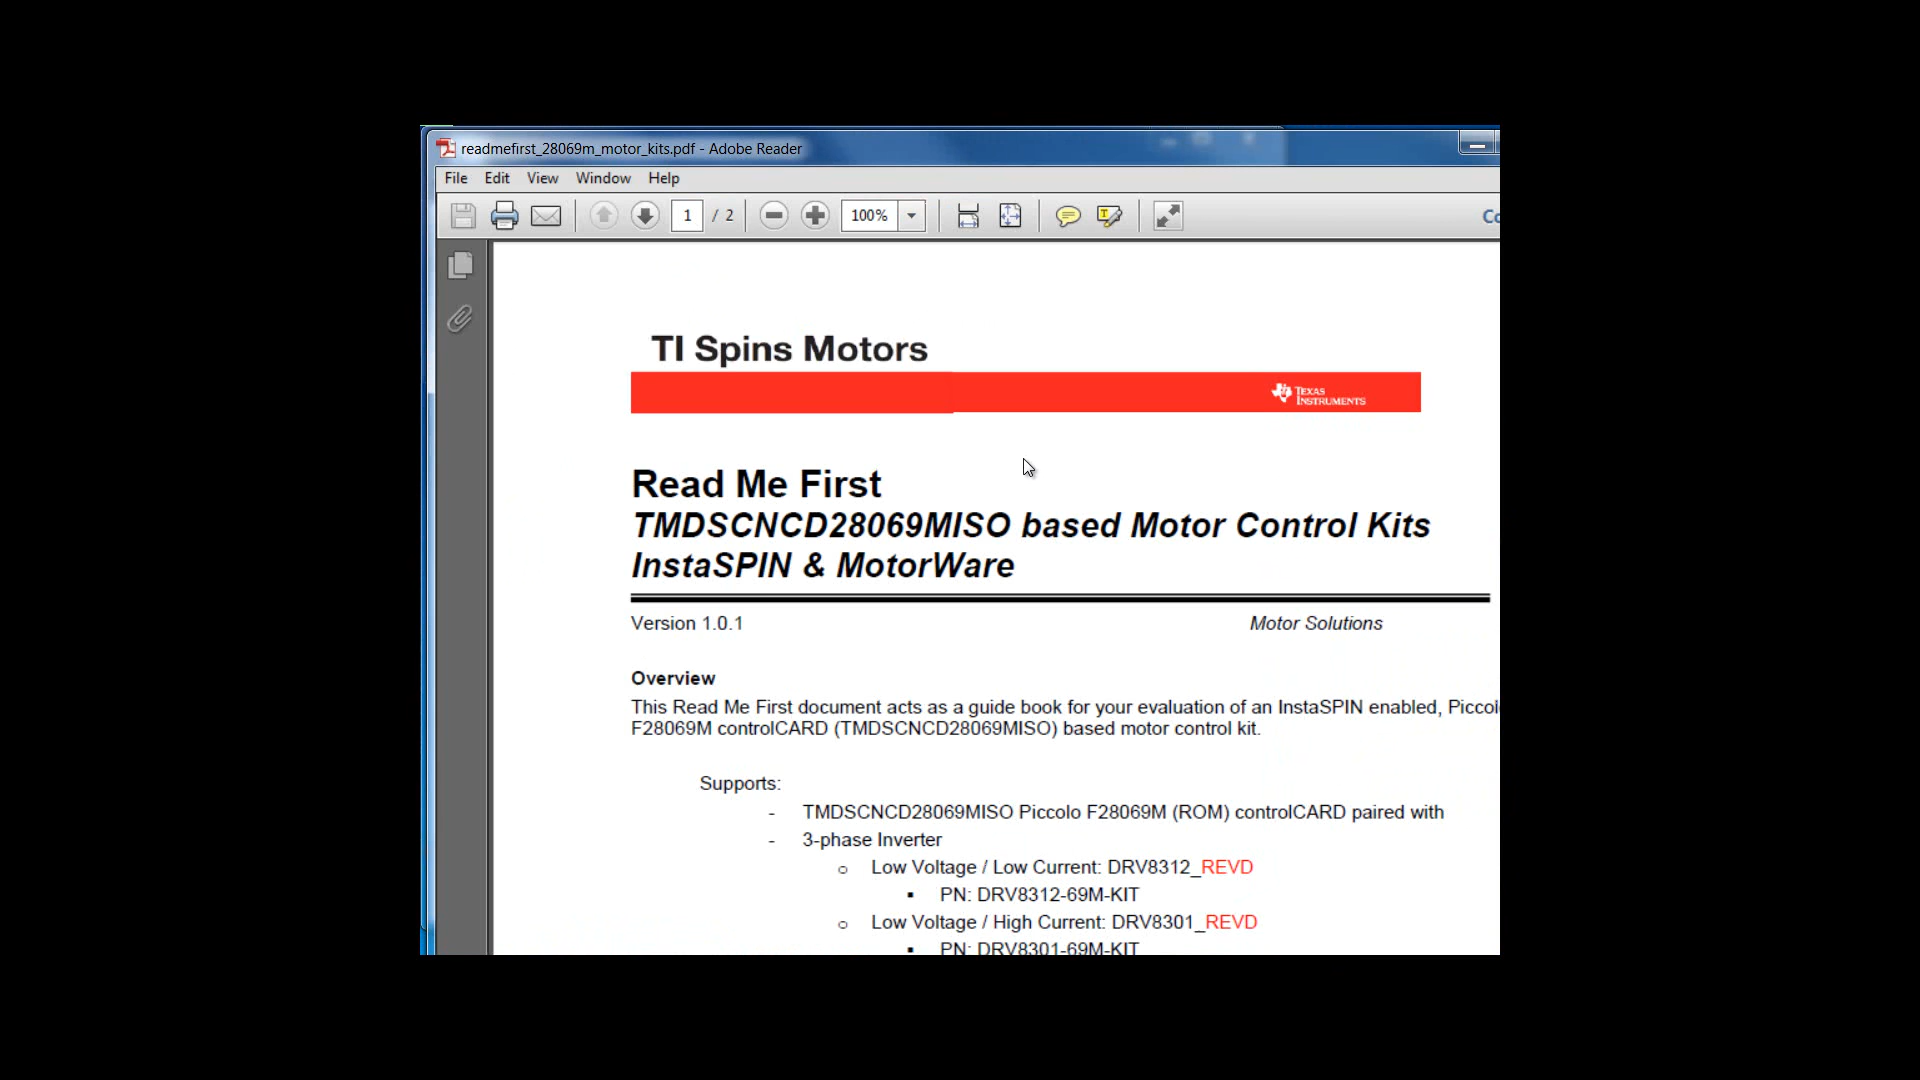 readmefirst_28069m_motor_kits.pdf - Adobe Reader
File Edit View Window Help
1 / 2 100%
TI Spins Motors
TEXAS
INSTRUMENTS
Read Me First
TMDSCNCD28069MISO based Motor Control Kits
InstaSPIN & MotorWare
Version 1.0.1 Motor Solutions
Overview
This Read Me First document acts as a guide book for your evaluation of an InstaSPIN enabled, Piccol
F28069M controlCARD (TMDSCNCD28069MISO) based motor control kit.
Supports:
- TMDSCNCD28069MISO Piccolo F28069M (ROM) controlCARD paired with
- 3-phase Inverter
o Low Voltage / Low Current: DRV8312_REVD
▪ PN: DRV8312-69M-KIT
o Low Voltage / High Current: DRV8301_REVD
▪ PN: DRV8301-69M-KIT